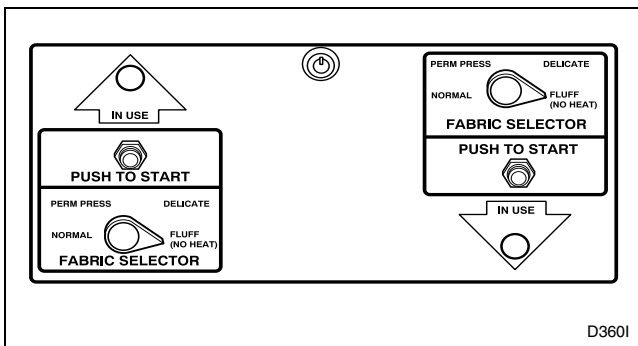 IN USE
PUSH TO START
PERM PRESS DELICATE
NORMAL FLUFF
(NO HEAT)
FABRIC SELECTOR
PERM PRESS DELICATE
NORMAL FLUFF
(NO HEAT)
FABRIC SELECTOR
PUSH TO START
IN USE
D360I